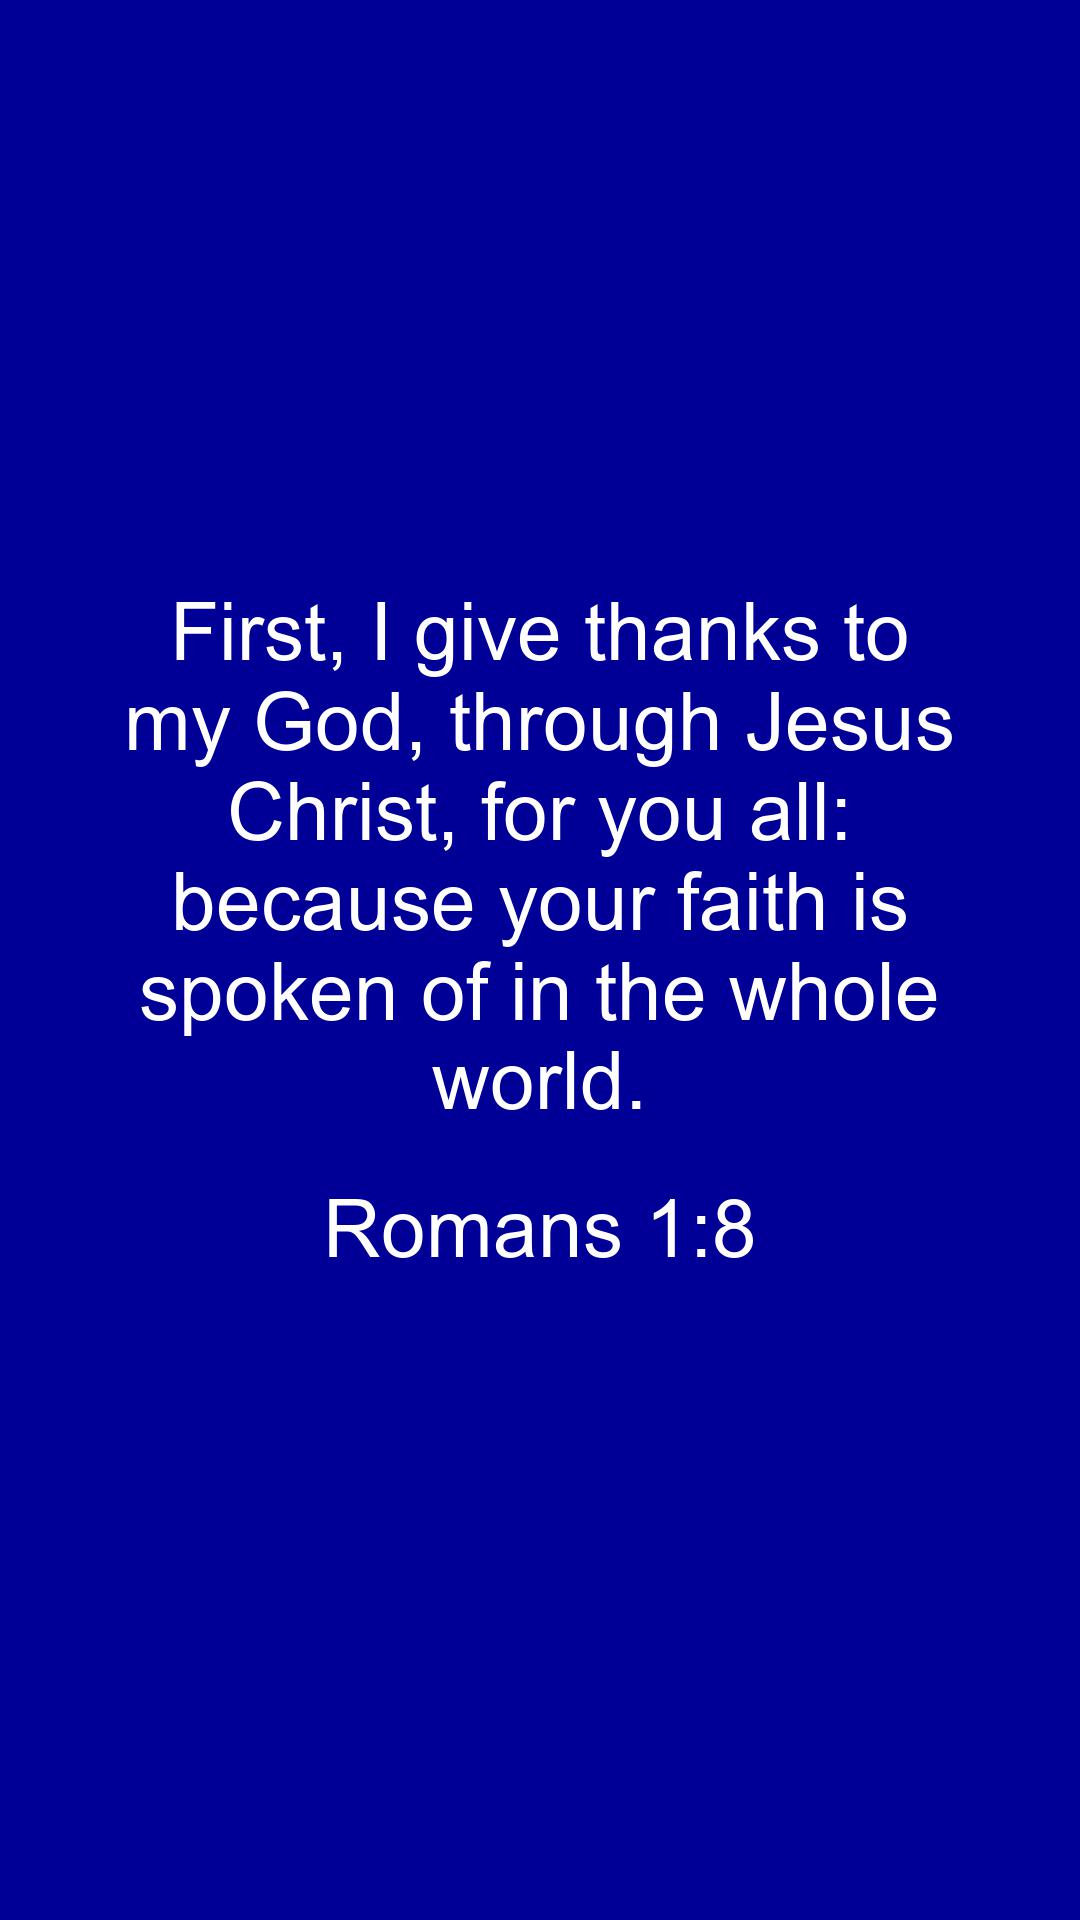 First, I give thanks to
my God, through Jesus
Christ, for you all:
because your faith is
spoken of in the whole
world.
Romans 1:8